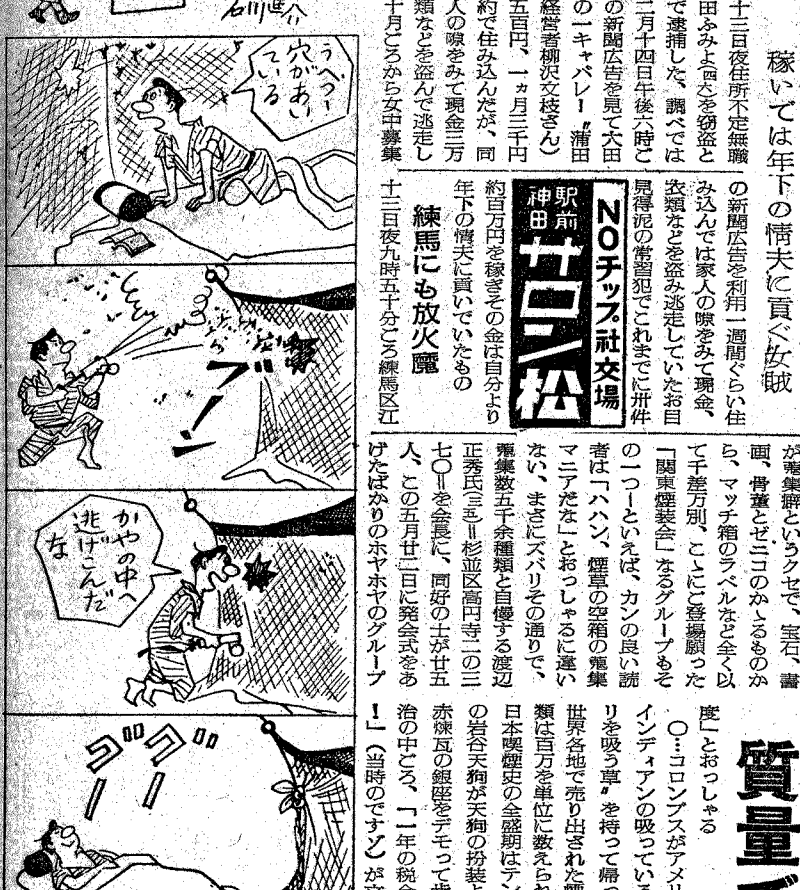 稼いでは年下の情夫に貢ぐ女賊
十三日夜住所不定無職
田ふみよ(四六)を窃盗と
で逮捕した、調べでは
二月十四日午後六時ご
の新聞広告を見て大田
の一キャバレー〝蒲田
経営者柳沢文枝さん)
五百円、一ヵ月三千円
約で住み込んだが、同
人の隙をみて現金三万
類などを盗んで逃走し
十月ごろから女中募集
の新聞広告を利用一週間ぐらい住
み込んでは家人の隙をみて現金、
衣類などを盗み逃走していたお目
見得泥の常習犯でこれまでに卅件
NOチップ社交場
駅前
神田
サロン松
約百万円を稼ぎその金は自分より
年下の情夫に貢いでいたもの
練馬にも放火魔
十三日夜九時五十分ごろ練馬区江
が蒐集癖というクセで、宝石、書
画、骨董とゼニコのかゝるものか
ら、マッチ箱のラベルなど全く以
て千差万別、こゝにご登場願った
「関東煙装会」なるグループもそ
の一つ―といえば、カンの良い読
者は「ハハン、煙草の空箱の蒐集
マニアだな」とおっしゃるに違い
ない、まさにズバリその通りで、
蒐集数五千余種類と自慢する渡辺
正秀氏(三五)=杉並区高円寺二の三
七〇=を会長に、同好の士が廿五
人、この五月廿二日に発会式をあ
げたばかりのホヤホヤのグループ
質量
度」とおっしゃる
〇…コロンブスがアメリ
インディアンの吸っている
リを吸う草〟を持って帰っ
世界各地で売り出された煙
類は百万を単位に数えられ
日本喫煙史の全盛期はテン
の岩谷天狗が天狗の扮装よ
赤煉瓦の銀座をデモって歩
治の中ごろ、「一年の税金
!」(当時のですゾ)が
石川進介
うへっー
穴があい
ている
ブーン
かやの中へ
逃げこんだ
な
ゴーゴー